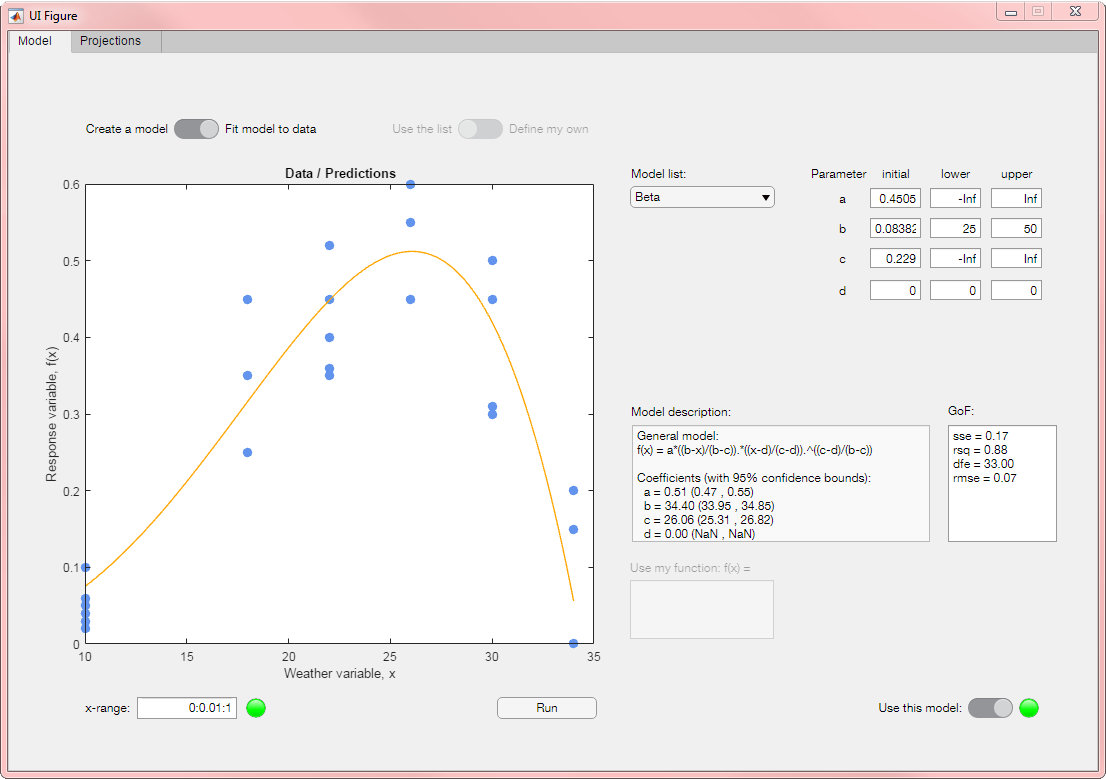 UI Figure
Model Projections
Create a model Fit model to data Use the list Define my own
Data / Predictions
Response variable, f(x)
0.6
0.5
0.4
0.3
0.2
0.1
0
10 15 20 25 30 35
Weather variable, x
Model list:
Beta
Parameter initial lower upper
a 0.4505 -Inf Inf
b 0.08382 25 50
c 0.229 -Inf Inf
d 0 0 0
Model description:
General model:
f(x) = a*((b-x)/(b-c)).*((x-d)/(c-d)).^((c-d)/(b-c))
Coefficients (with 95% confidence bounds):
a = 0.51 (0.47 , 0.55)
b = 34.40 (33.95 , 34.85)
c = 26.06 (25.31 , 26.82)
d = 0.00 (NaN , NaN)
GoF:
sse = 0.17
rsq = 0.88
dfe = 33.00
rmse = 0.07
Use my function: f(x) =
x-range: 0:0.01:1
Run
Use this model: